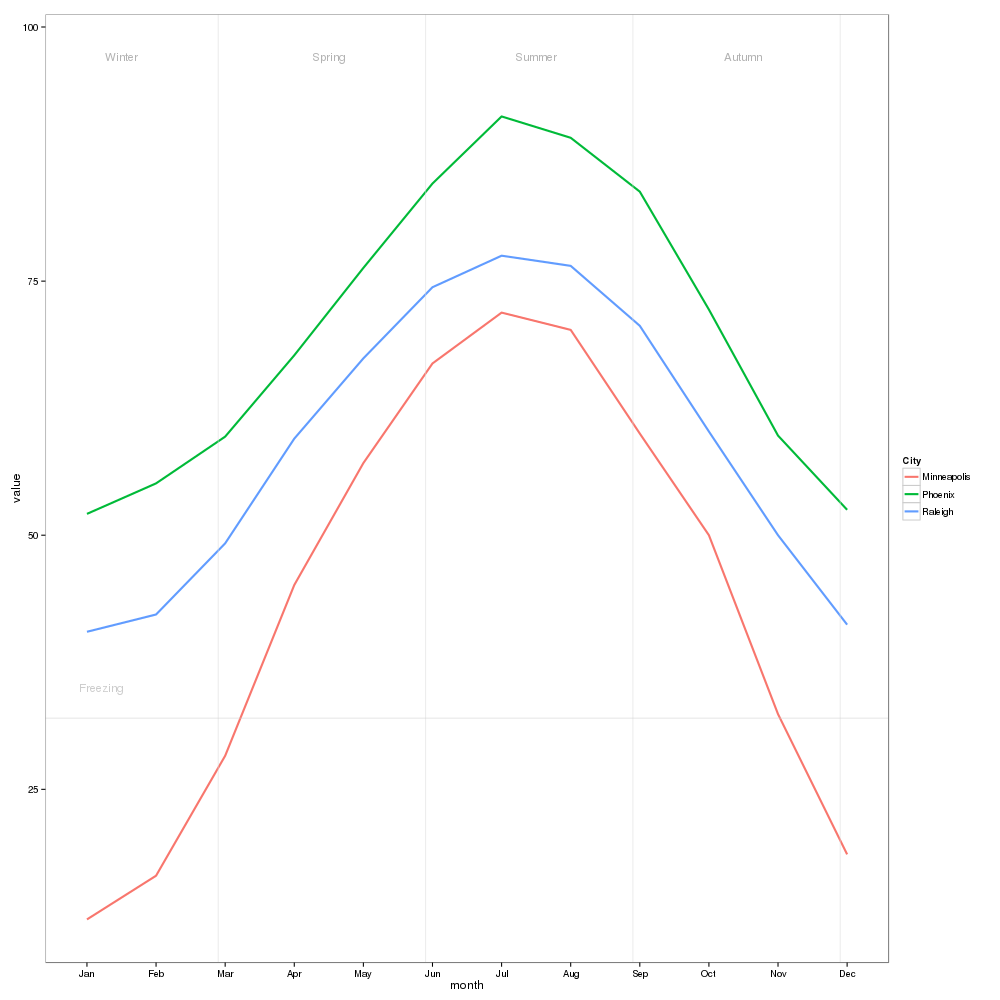 100
Winter Spring Summer Autumn
75
City
Minneapolis
Phoenix
Raleigh
value
50
Freezing
25
Jan Feb Mar Apr May Jun Jul Aug Sep Oct Nov Dec
month